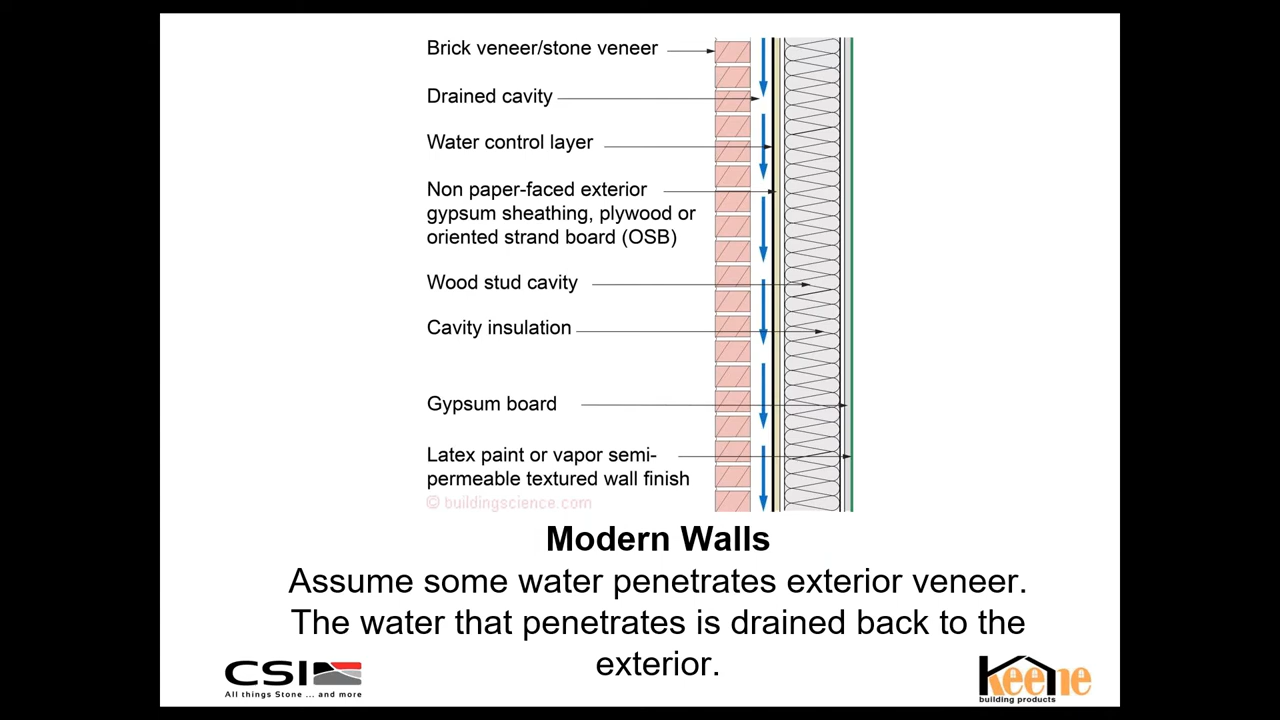 Brick veneer/stone veneer
Drained cavity
Water control layer
Non paper-faced exterior
gypsum sheathing, plywood or
oriented strand board (OSB)
Wood stud cavity
Cavity insulation
Gypsum board
Latex paint or vapor semi-
permeable textured wall finish
© buildingscience.com
Modern Walls
Assume some water penetrates exterior veneer.
The water that penetrates is drained back to the
exterior.
CSI
All things Stone ... and more
Keene
building products